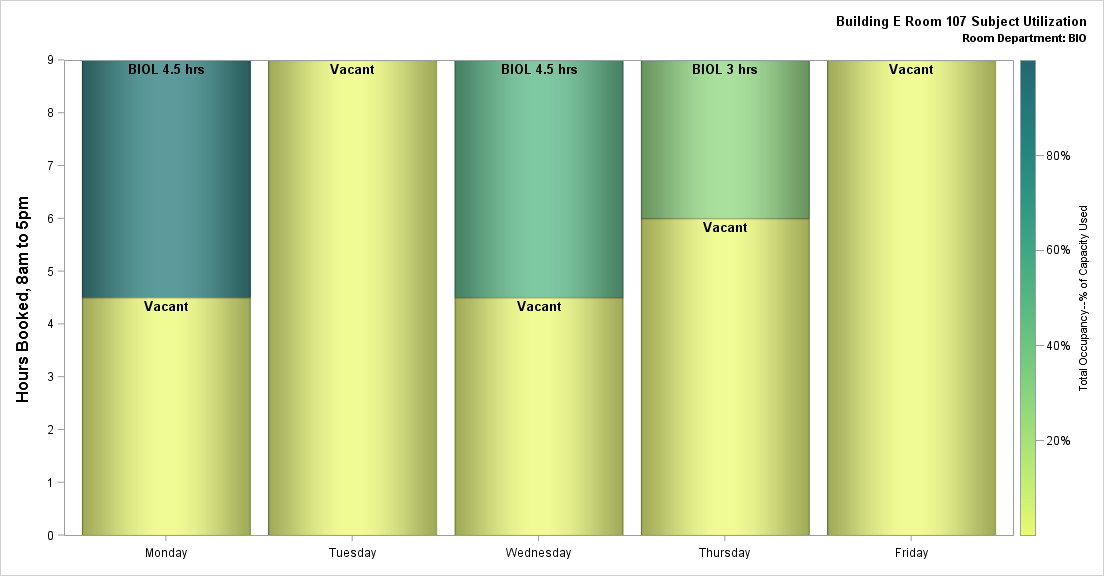 Building E Room 107 Subject Utilization
Room Department: BIO
Hours Booked, 8am to 5pm
9
8
7
6
5
4
3
2
1
0
BIOL 4.5 hrs
Vacant
Vacant
BIOL 4.5 hrs
Vacant
BIOL 3 hrs
Vacant
Vacant
Monday
Tuesday
Wednesday
Thursday
Friday
80%
60%
40%
20%
Total Occupancy--% of Capacity Used